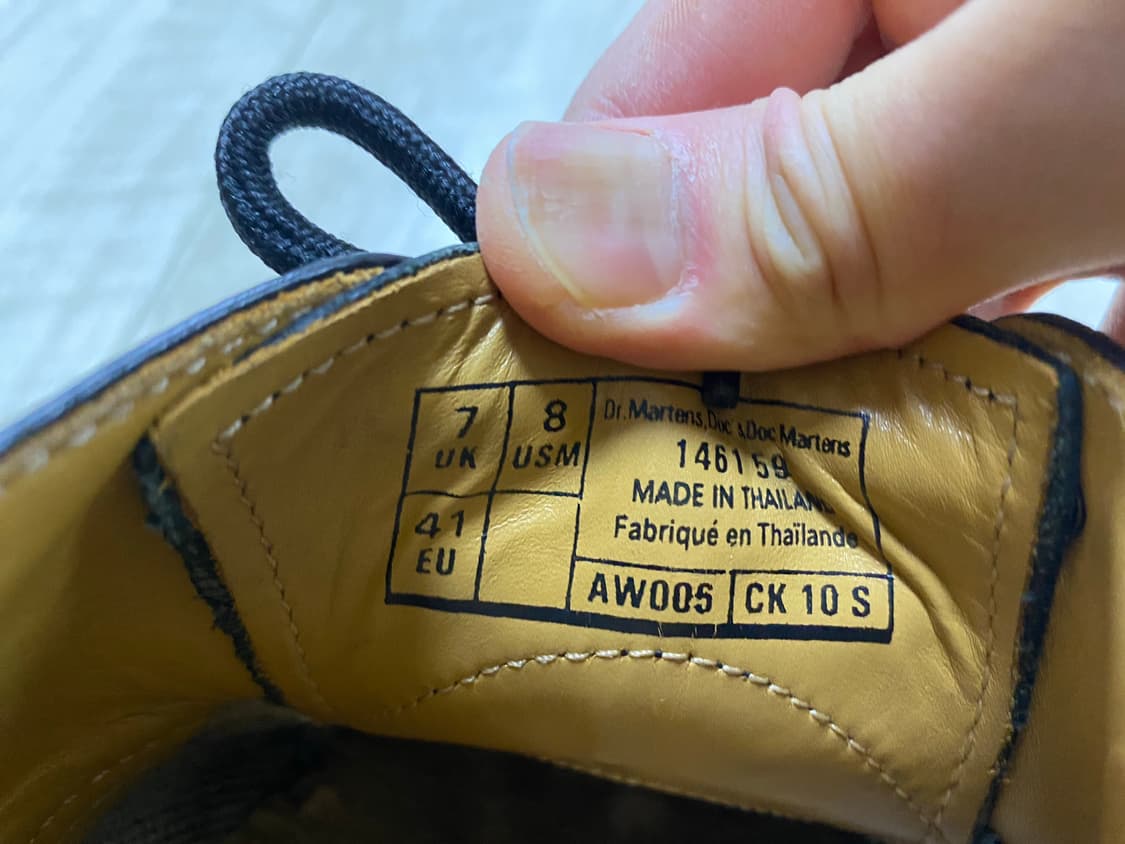 7 UK
8 USM
41 EU
Dr.Martens,Doc Martens
146159
MADE IN THAILAND
Fabriqué en Thaïlande
AW005
CK 10 S